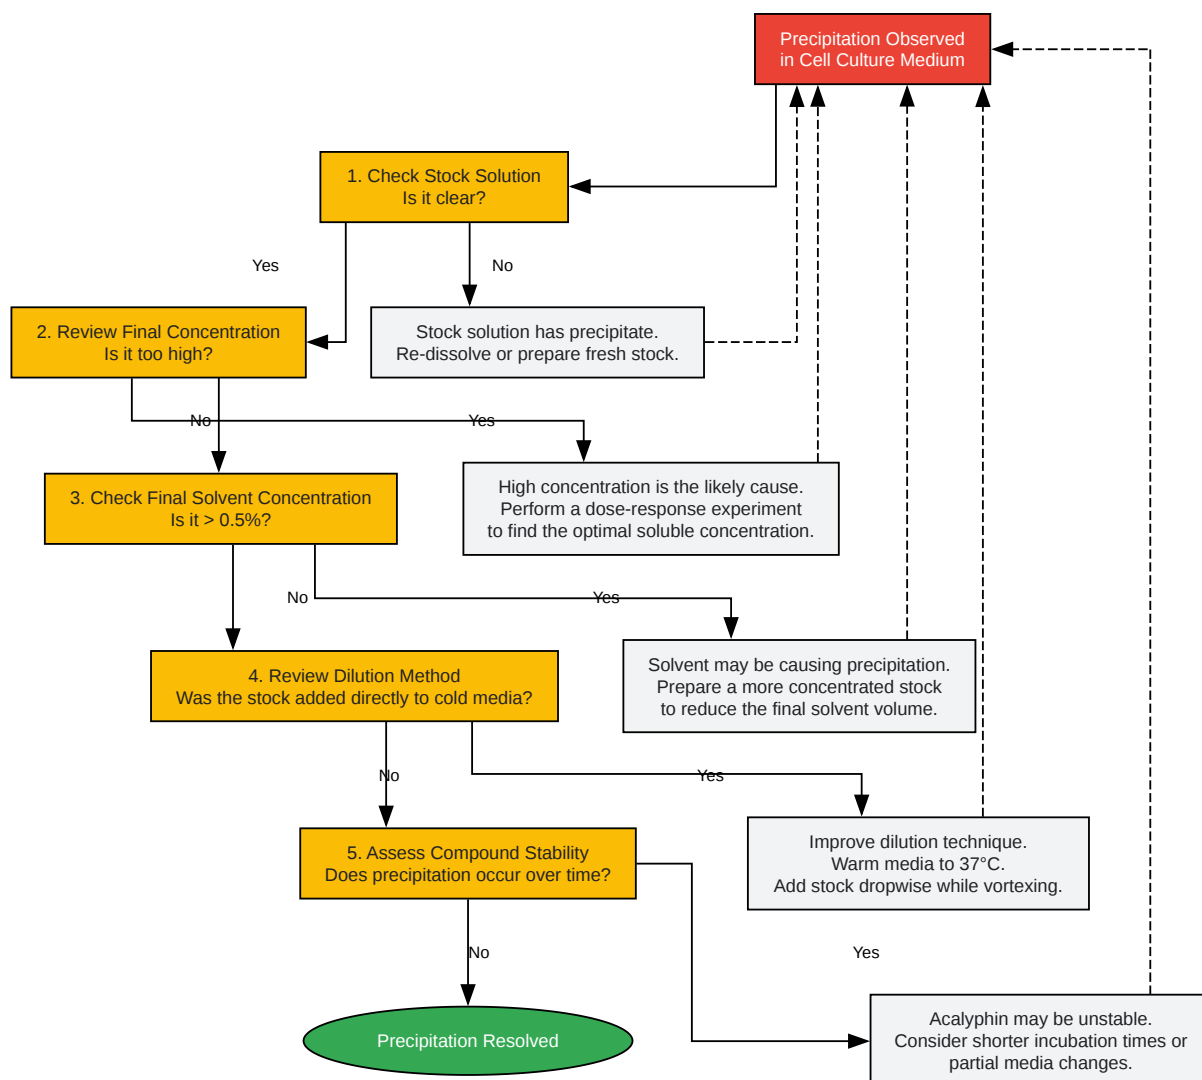 Precipitation Observed
in Cell Culture Medium
1. Check Stock Solution
Is it clear?
Yes
No
2. Review Final Concentration
Is it too high?
Stock solution has precipitate.
Re-dissolve or prepare fresh stock.
No
Yes
3. Check Final Solvent Concentration
Is it > 0.5%?
High concentration is the likely cause.
Perform a dose-response experiment
to find the optimal soluble concentration.
No
Yes
4. Review Dilution Method
Was the stock added directly to cold media?
Solvent may be causing precipitation.
Prepare a more concentrated stock
to reduce the final solvent volume.
No
Yes
5. Assess Compound Stability
Does precipitation occur over time?
Improve dilution technique.
Warm media to 37°C.
Add stock dropwise while vortexing.
No
Yes
Precipitation Resolved
Acalyphin may be unstable.
Consider shorter incubation times or
partial media changes.